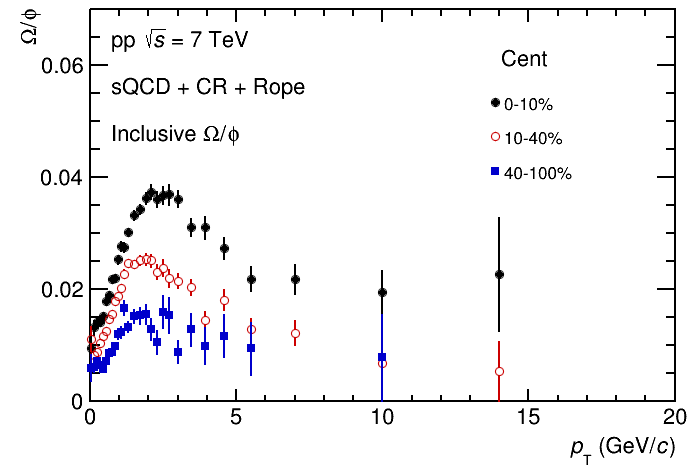 Ω/ϕ
pp √s = 7 TeV
sQCD + CR + Rope
Inclusive Ω/ϕ
Cent
0-10%
10-40%
40-100%
0.06
0.04
0.02
0
0 5 10 15 20
p_T (GeV/c)